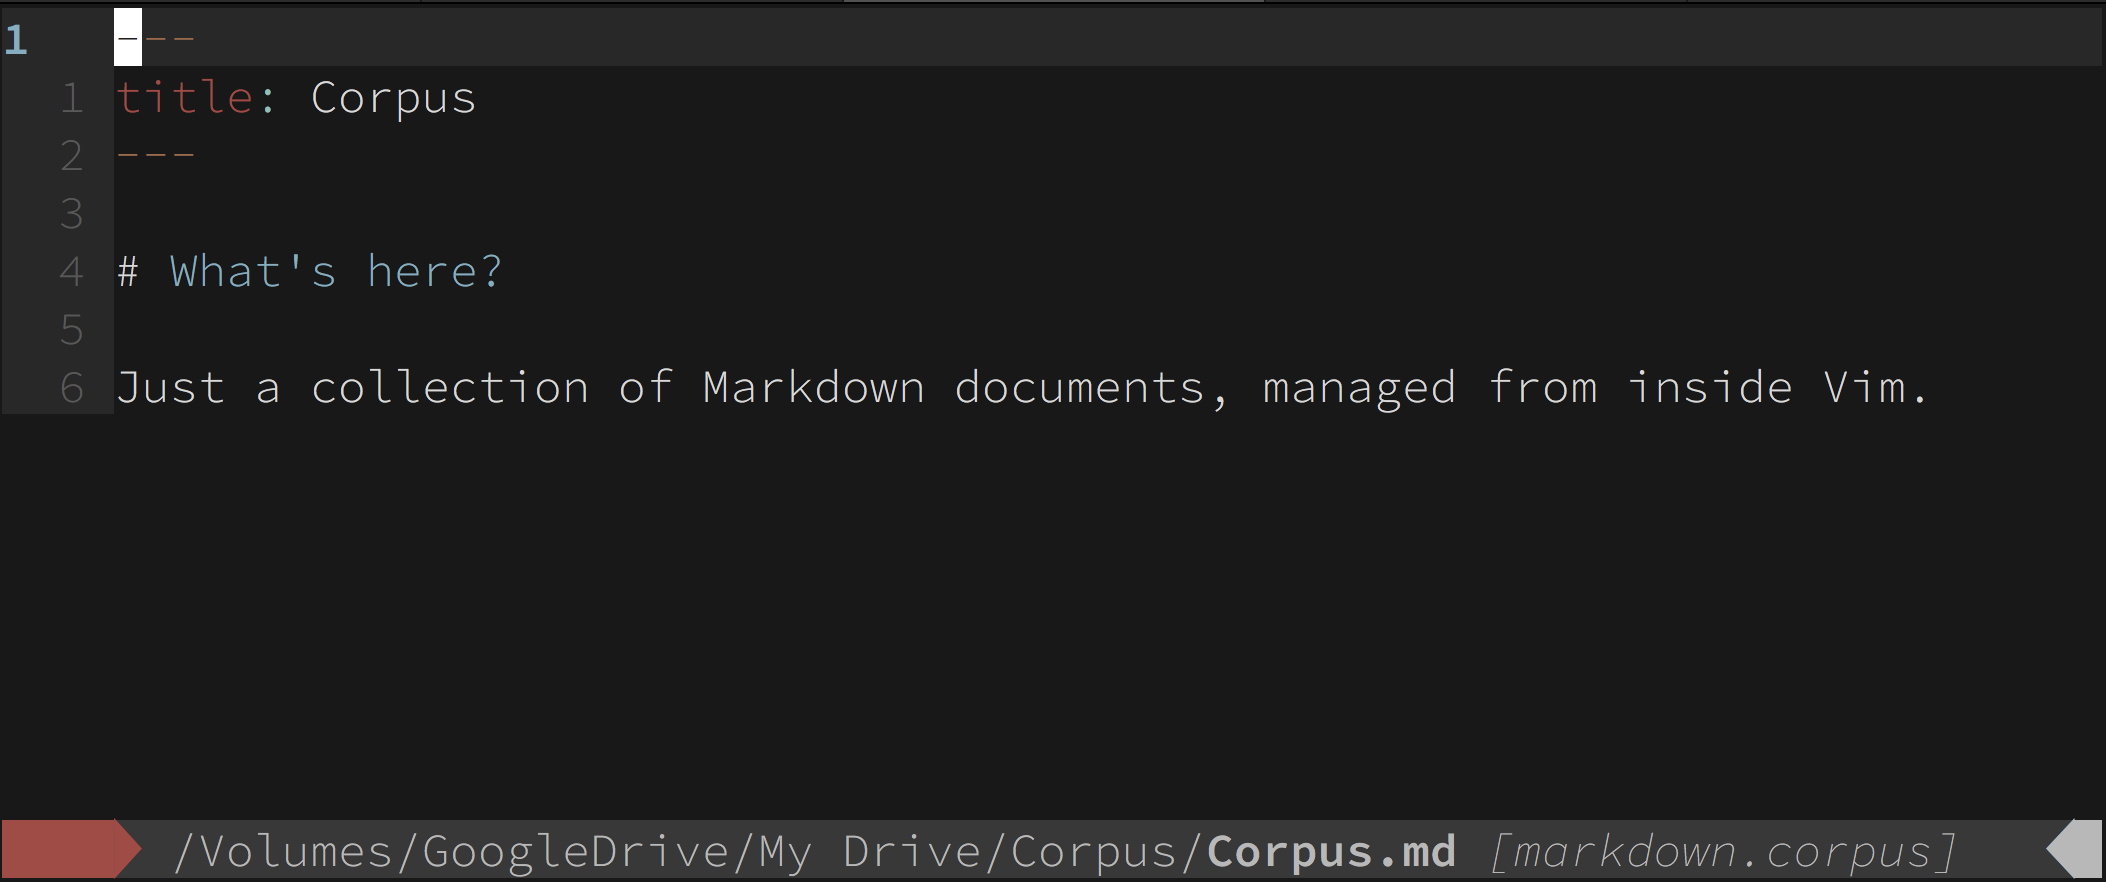 1 ---
1 title: Corpus
2 ---
3
4 # What's here?
5
6 Just a collection of Markdown documents, managed from inside Vim.
/Volumes/GoogleDrive/My Drive/Corpus/Corpus.md [markdown.corpus]